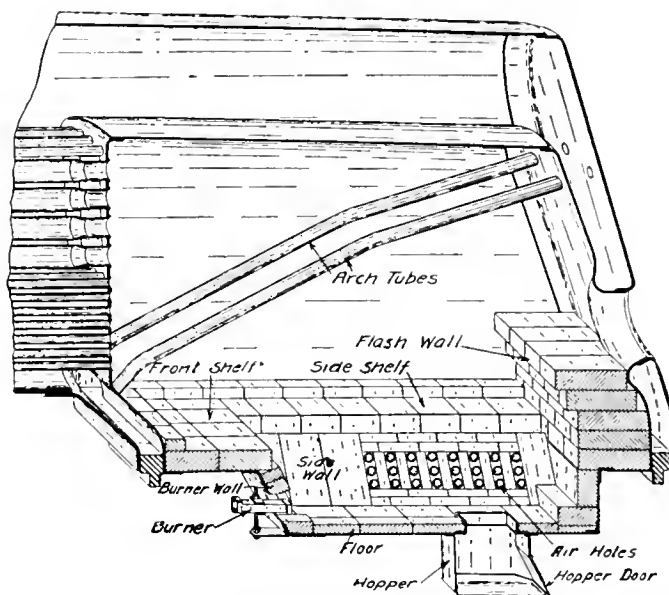 Arch Tubes
Flash Wall
Front Shelf
Side Shelf
Side
Wall
Burner Wall
Burner
Floor
Air Holes
Hopper
Hopper Door